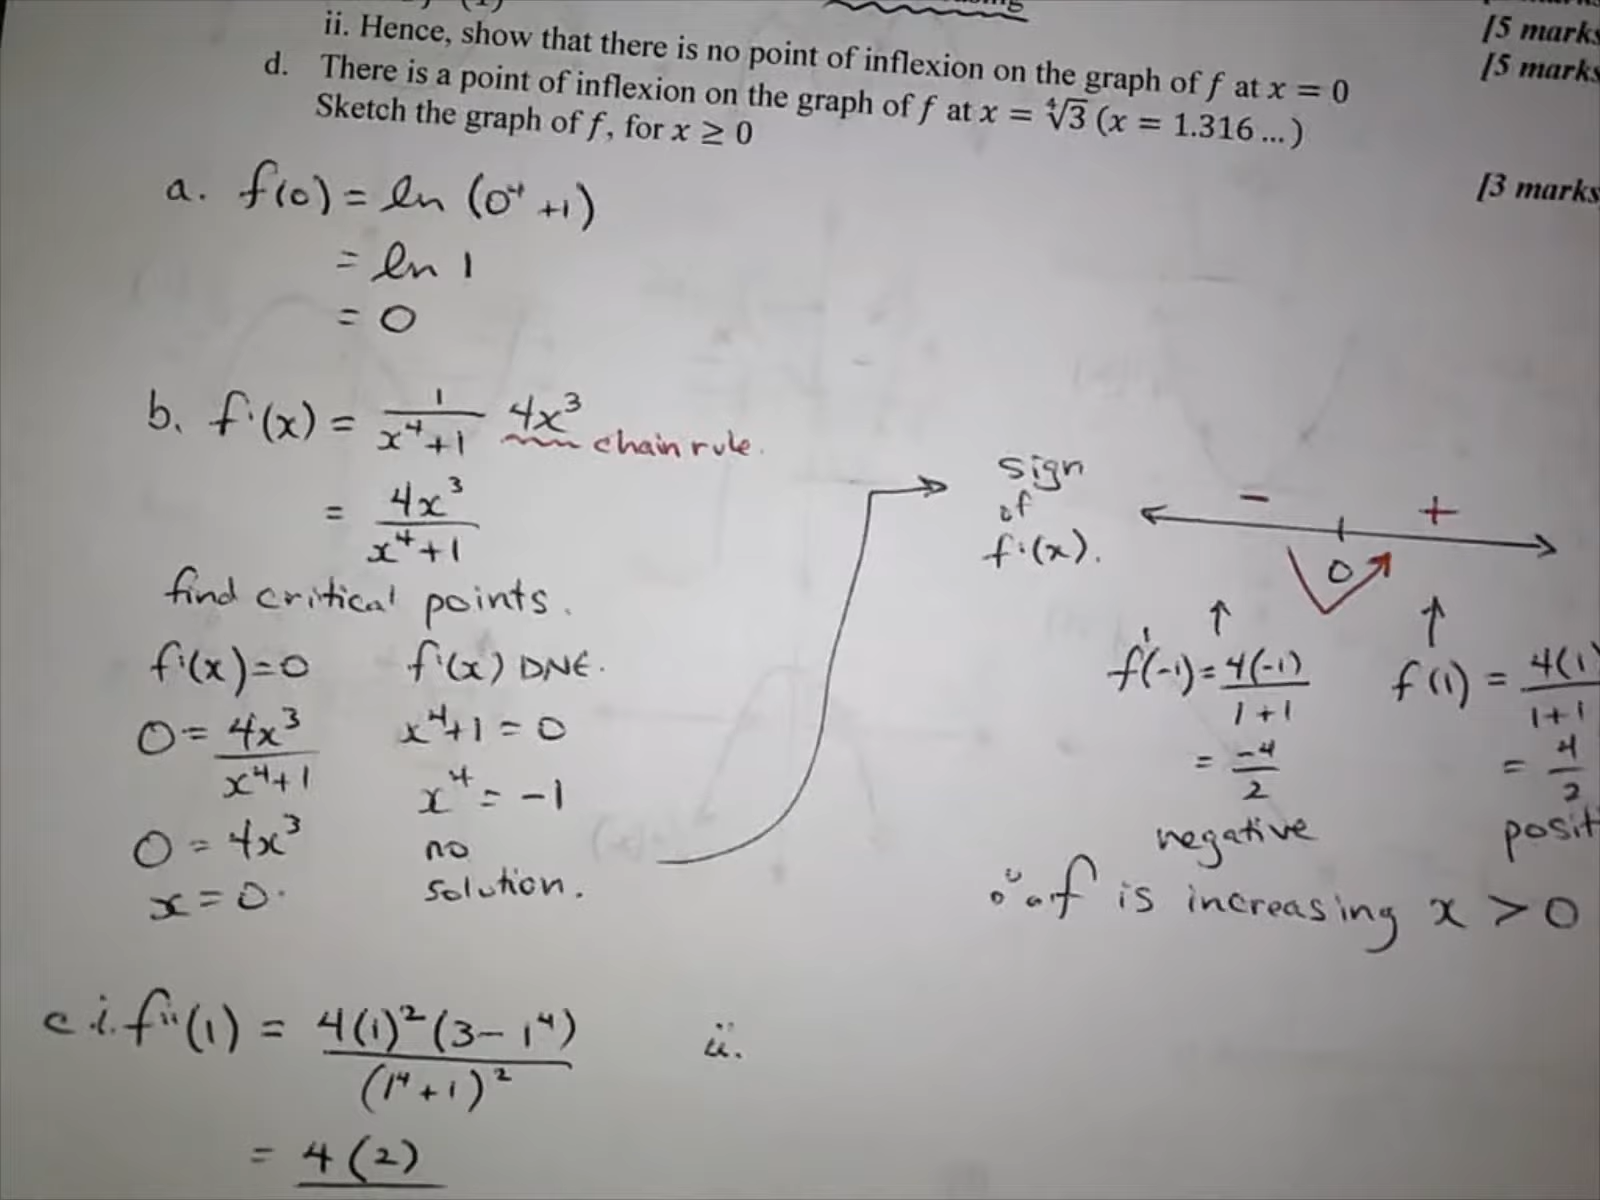 ii. Hence, show that there is no point of inflexion on the graph of f at x = 0
[5 marks
d. There is a point of inflexion on the graph of f at x = ∜3 (x = 1.316 ... )
[5 marks
Sketch the graph of f, for x ≥ 0
[3 marks
a. f(0) = ln (0⁴ +1)
= ln 1
= 0
b. f'(x) = 1/(x⁴+1) 4x³ chain rule.
= 4x³/(x⁴+1)
find critical points.
f'(x)=0 f'(x) DNE.
0 = 4x³/(x⁴+1) x⁴+1 = 0
x⁴ = -1
0 = 4x³ no
x = 0. solution.
sign
of
f'(x).
- +
0
f'(-1) = 4(-1)/(1+1) f(1) = 4(1)/(1+1)
= -4/2 = 4/2
negative posit
∴ f is increasing x > 0
c i. f''(1) = 4(1)²(3-1⁴)/(1⁴+1)² ii.
= 4(2)